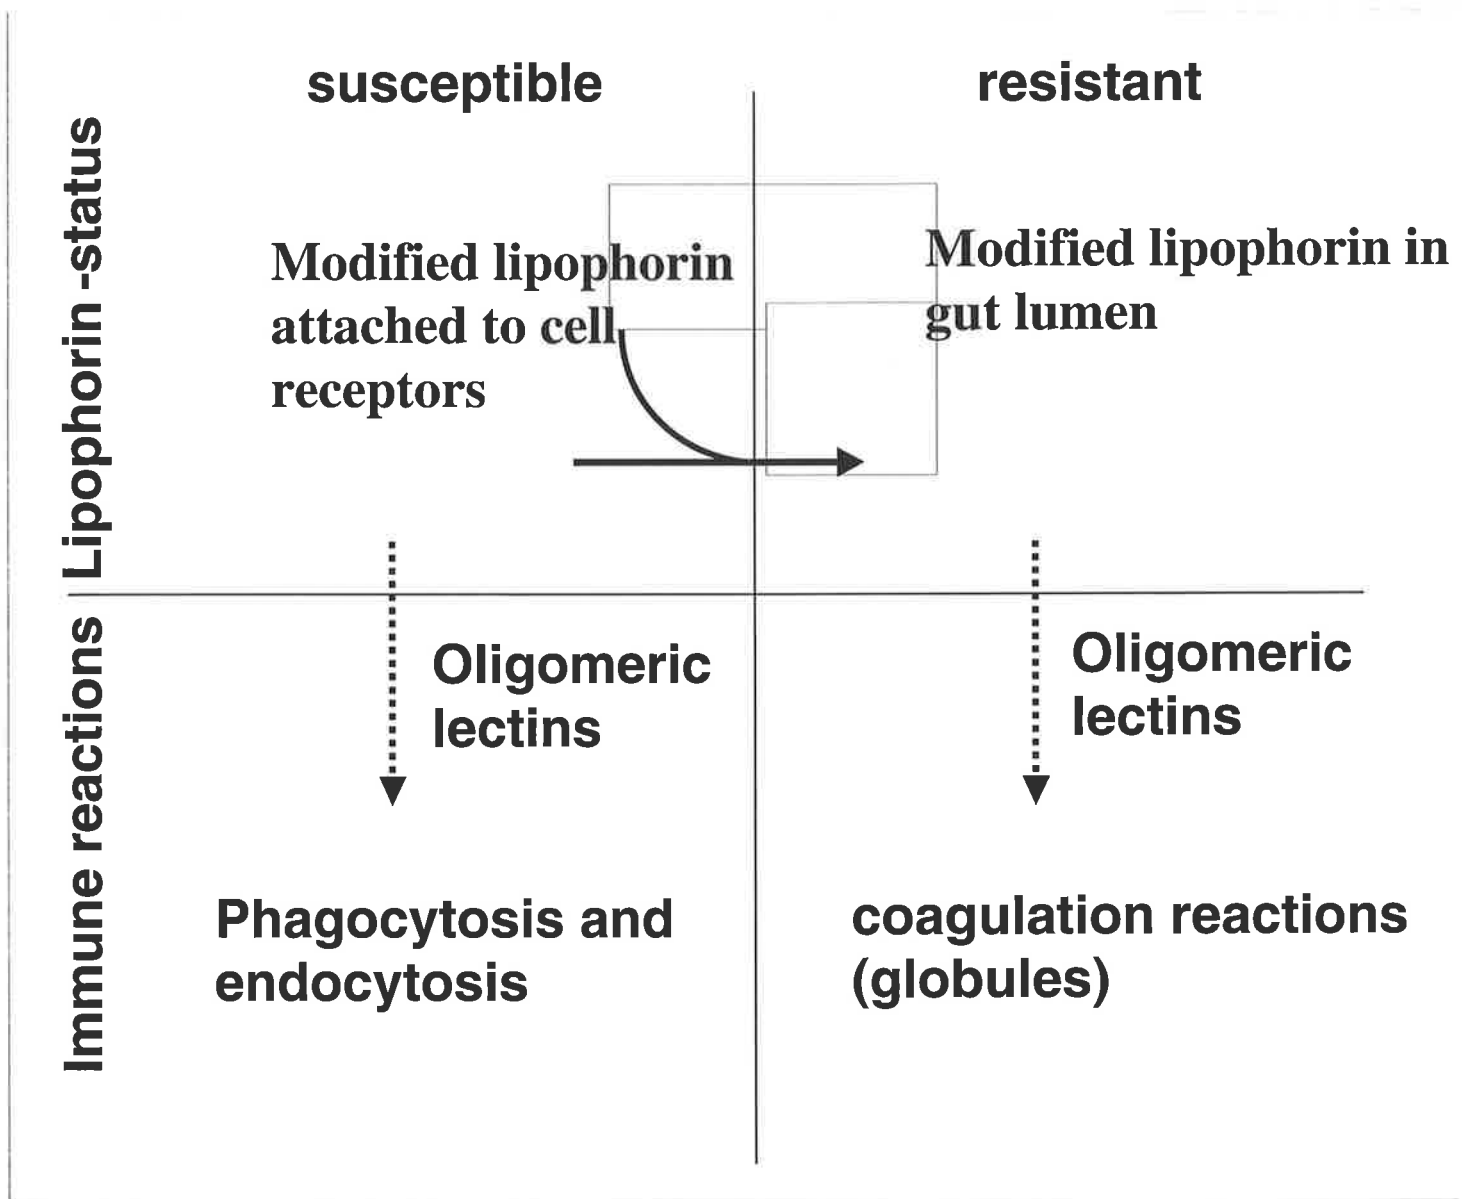 susceptible
resistant
Lipophorin -status
Modified lipophorin
attached to cell
receptors
Modified lipophorin in
gut lumen
Immune reactions
Oligomeric
lectins
Oligomeric
lectins
Phagocytosis and
endocytosis
coagulation reactions
(globules)